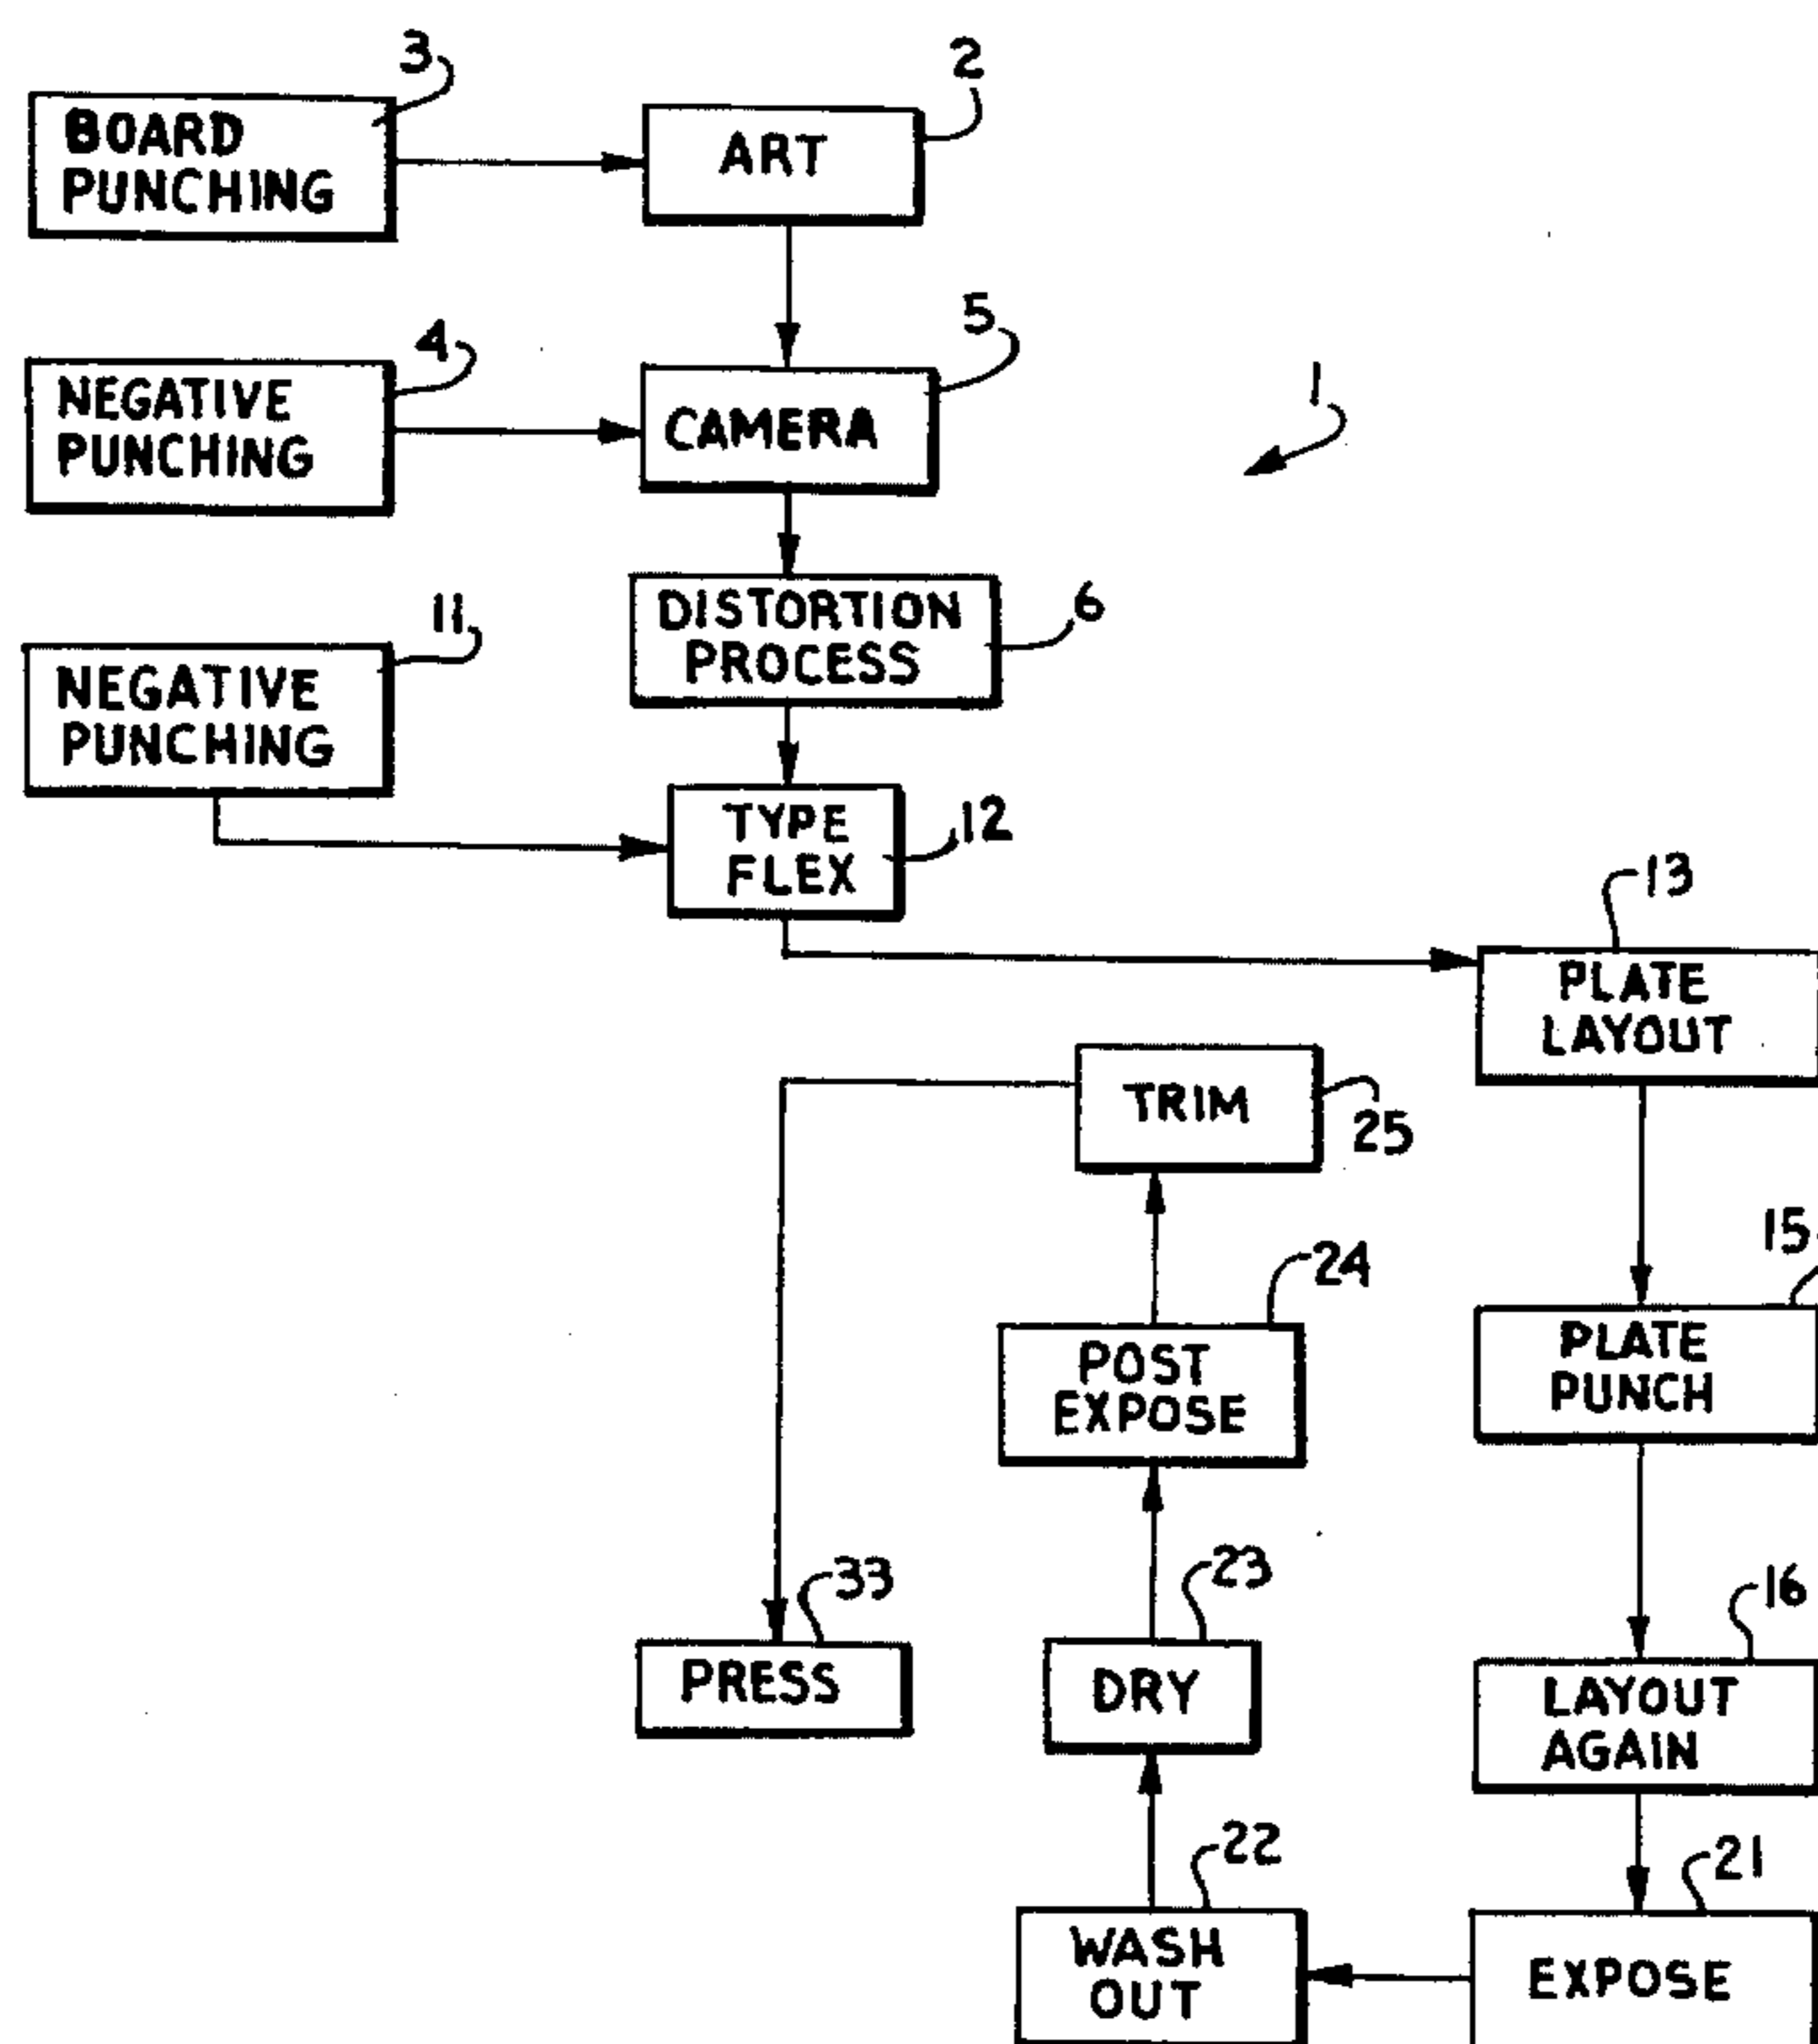 3
2
BOARD
PUNCHING
ART
4
5
1
NEGATIVE
PUNCHING
CAMERA
11
6
DISTORTION
PROCESS
NEGATIVE
PUNCHING
12
TYPE
FLEX
13
PLATE
LAYOUT
TRIM
25
15
24
PLATE
PUNCH
POST
EXPOSE
33
23
16
PRESS
DRY
LAYOUT
AGAIN
22
21
WASH
OUT
EXPOSE